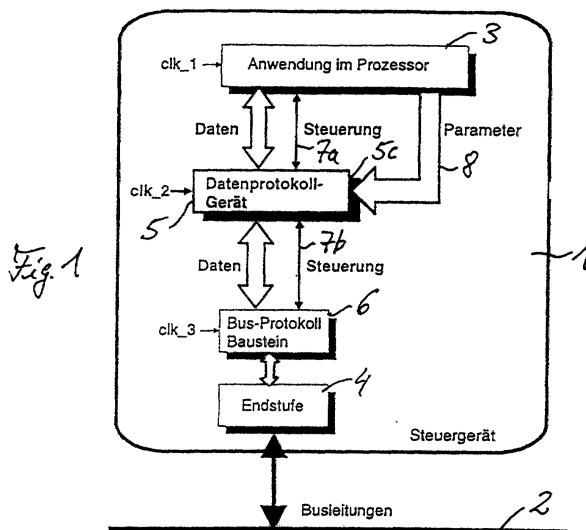 3
clk_1
Anwendung im Prozessor
Daten
Steuerung
Parameter
7a
5c
8
clk_2
Datenprotokoll-
Gerät
5
Fig. 1
7b
1
Daten
Steuerung
6
clk_3
Bus-Protokoll
Baustein
4
Endstufe
Steuergerät
Busleitungen
2